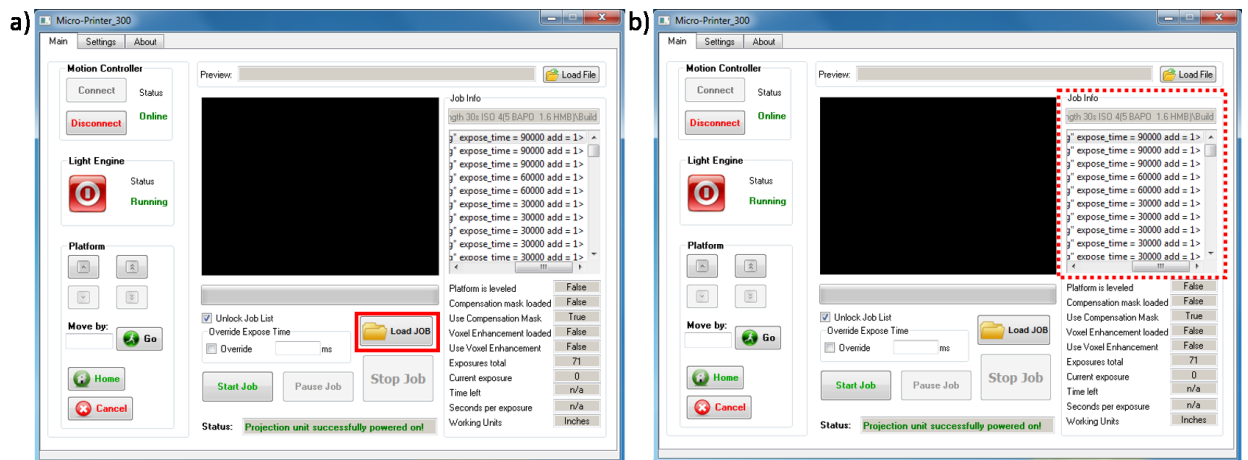 a)
Micro-Printer_300
Main Settings About
Motion Controller
Connect Status
Disconnect Online
Light Engine
Status
Running
Platform
Move by:
Go
Home
Cancel
Preview: Load File
Job Info
ngth 30s ISO 4(5 BAPO 1.6 HMB)\Build
g" expose_time = 90000 add = 1>
g" expose_time = 90000 add = 1>
g" expose_time = 90000 add = 1>
g" expose_time = 60000 add = 1>
g" expose_time = 60000 add = 1>
g" expose_time = 30000 add = 1>
g" expose_time = 30000 add = 1>
g" expose_time = 30000 add = 1>
g" expose_time = 30000 add = 1>
g" expose_time = 30000 add = 1>
Unlock Job List
Override Expose Time
Override ms
Load JOB
Start Job Pause Job Stop Job
Status: Projection unit successfully powered on!
Platform is leveled False
Compensation mask loaded False
Use Compensation Mask True
Voxel Enhancement loaded False
Use Voxel Enhancement False
Exposures total 71
Current exposure 0
Time left n/a
Seconds per exposure n/a
Working Units Inches
b)
Micro-Printer_300
Main Settings About
Motion Controller
Connect Status
Disconnect Online
Light Engine
Status
Running
Platform
Move by:
Go
Home
Cancel
Preview: Load File
Job Info
ngth 30s ISO 4(5 BAPO 1.6 HMB)\Build
g" expose_time = 90000 add = 1>
g" expose_time = 90000 add = 1>
g" expose_time = 90000 add = 1>
g" expose_time = 60000 add = 1>
g" expose_time = 60000 add = 1>
g" expose_time = 30000 add = 1>
g" expose_time = 30000 add = 1>
g" expose_time = 30000 add = 1>
g" expose_time = 30000 add = 1>
g" expose_time = 30000 add = 1>
Unlock Job List
Override Expose Time
Override ms
Load JOB
Start Job Pause Job Stop Job
Status: Projection unit successfully powered on!
Platform is leveled False
Compensation mask loaded False
Use Compensation Mask True
Voxel Enhancement loaded False
Use Voxel Enhancement False
Exposures total 71
Current exposure 0
Time left n/a
Seconds per exposure n/a
Working Units Inches